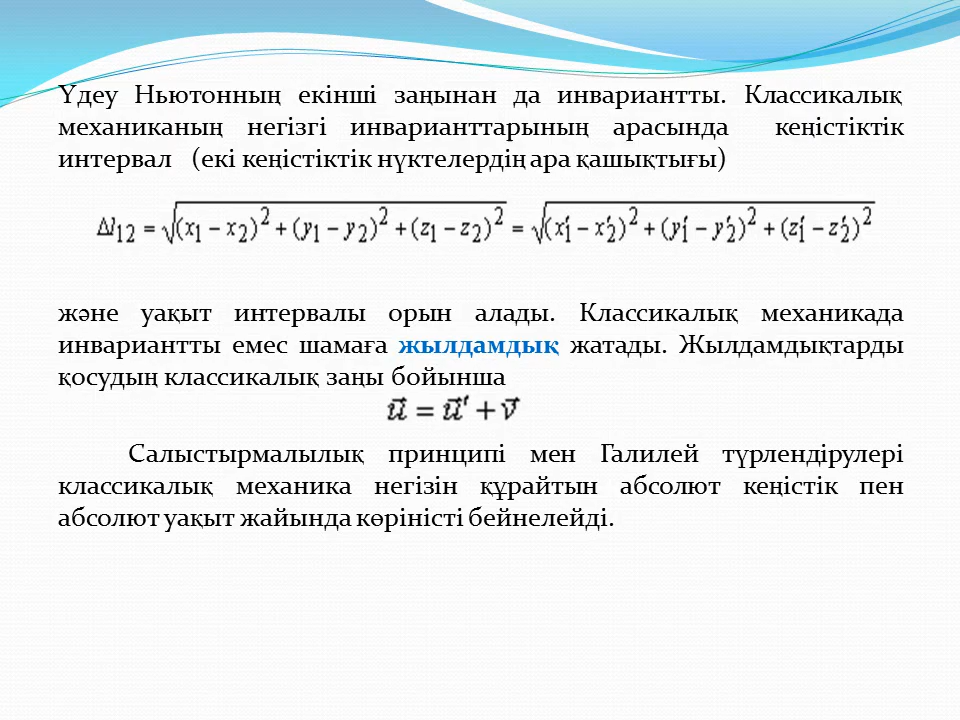 Үдеу Ньютонның екінші заңынан да инвариантты. Классикалық
механиканың негізгі инварианттарының арасында кеңістіктік
интервал (екі кеңістіктік нүктелердің ара қашықтығы)
Δl₁₂ = √((x₁ − x₂)² + (y₁ − y₂)² + (z₁ − z₂)²) = √((x′₁ − x′₂)² + (y′₁ − y′₂)² + (z′₁ − z′₂)²)
және уақыт интервалы орын алады. Классикалық механикада
инвариантты емес шамаға жылдамдық жатады. Жылдамдықтарды
қосудың классикалық заңы бойынша
u⃗ = u⃗′ + v⃗
Салыстырмалылық принципі мен Галилей түрлендірулері
классикалық механика негізін құрайтын абсолют кеңістік пен
абсолют уақыт жайында көріністі бейнелейді.